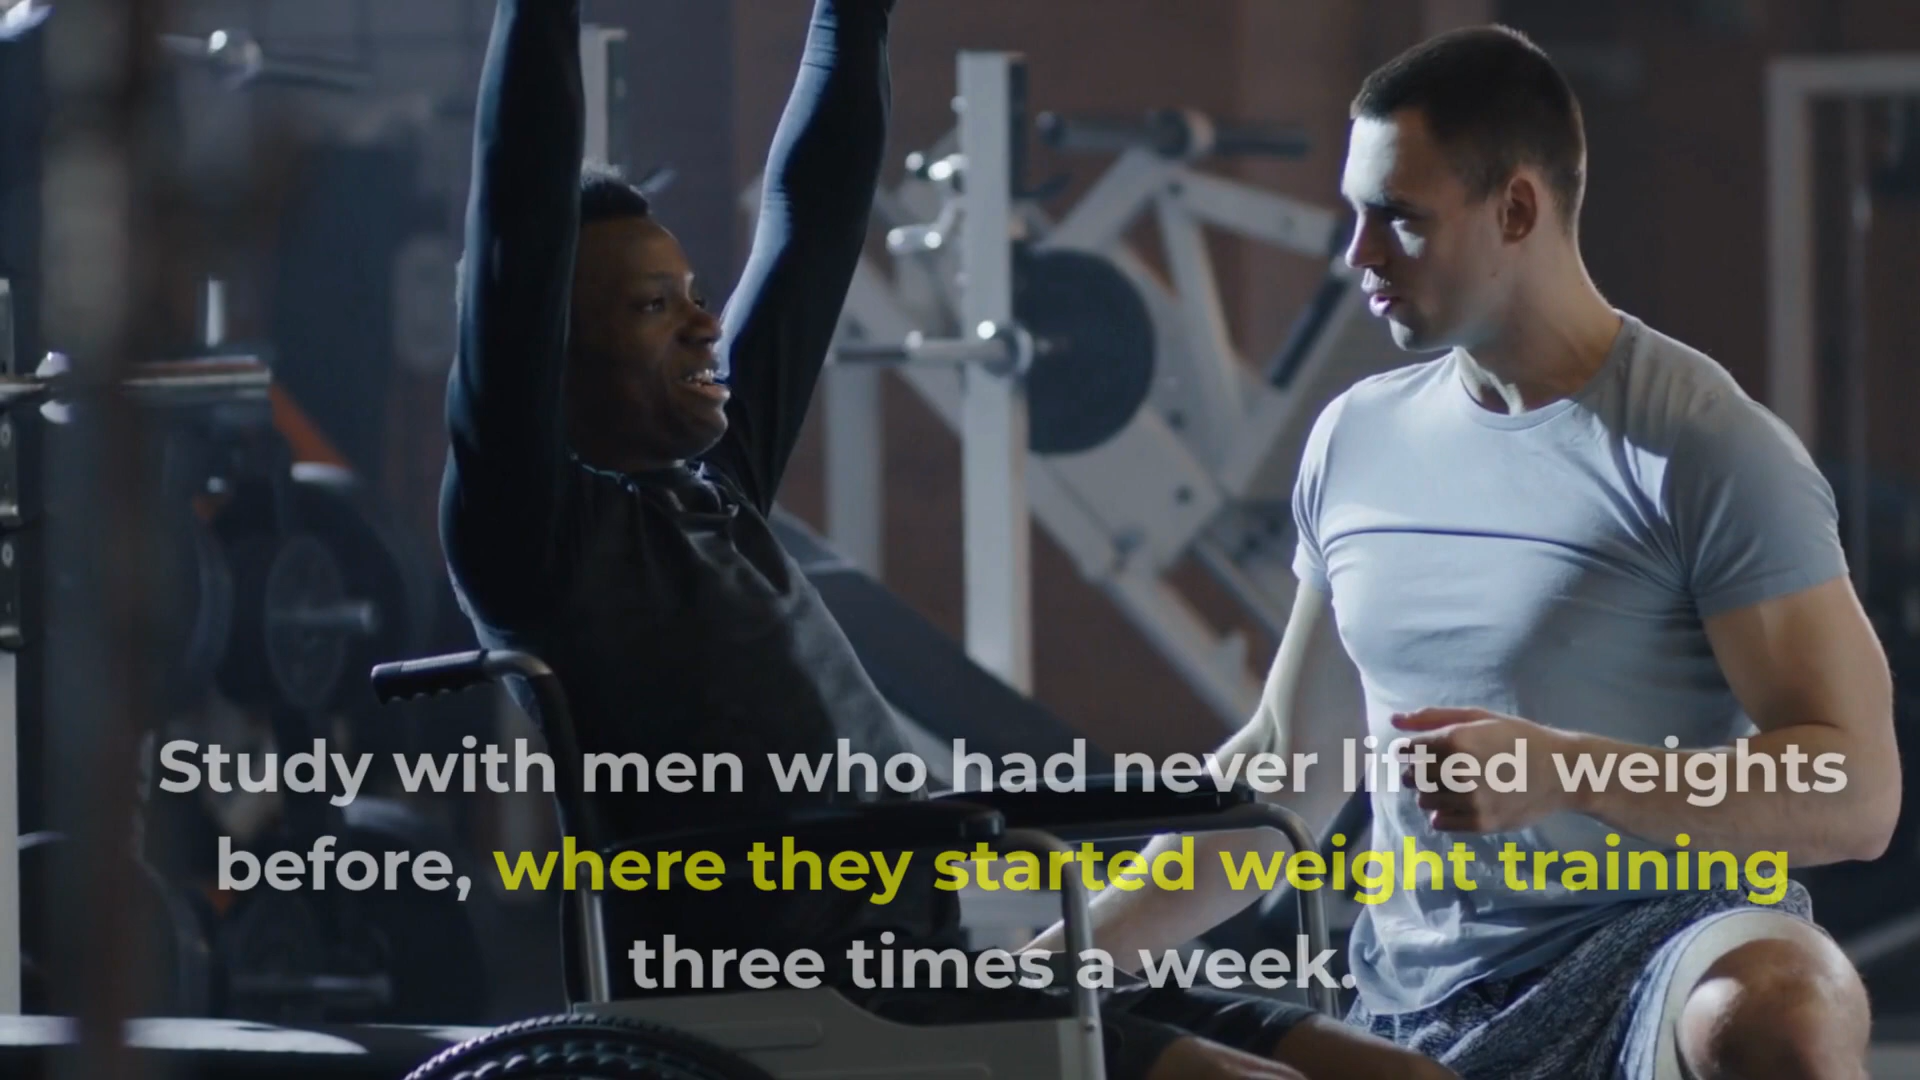 Study with men who had never lifted weights
before, where they started weight training
three times a week.